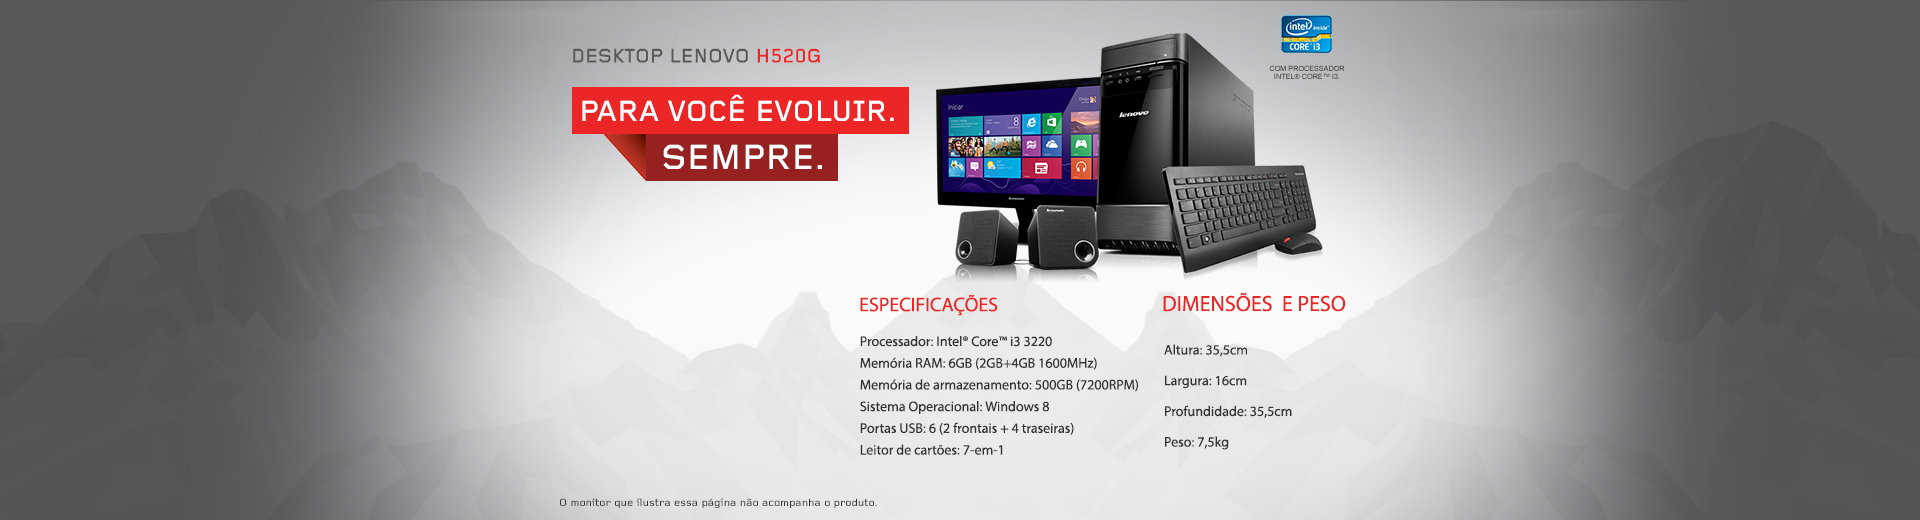 DESKTOP LENOVO H520G
PARA VOCÊ EVOLUIR.
SEMPRE.
intel inside
CORE i3
COM PROCESSADOR
INTEL® CORE™ I3.
Iniciar
lenovo
lenovo
ESPECIFICAÇÕES
Processador: Intel® Core™ i3 3220
Memória RAM: 6GB (2GB+4GB 1600MHz)
Memória de armazenamento: 500GB (7200RPM)
Sistema Operacional: Windows 8
Portas USB: 6 (2 frontais + 4 traseiras)
Leitor de cartões: 7-em-1
DIMENSÕES E PESO
Altura: 35,5cm
Largura: 16cm
Profundidade: 35,5cm
Peso: 7,5kg
O monitor que ilustra essa página não acompanha o produto.